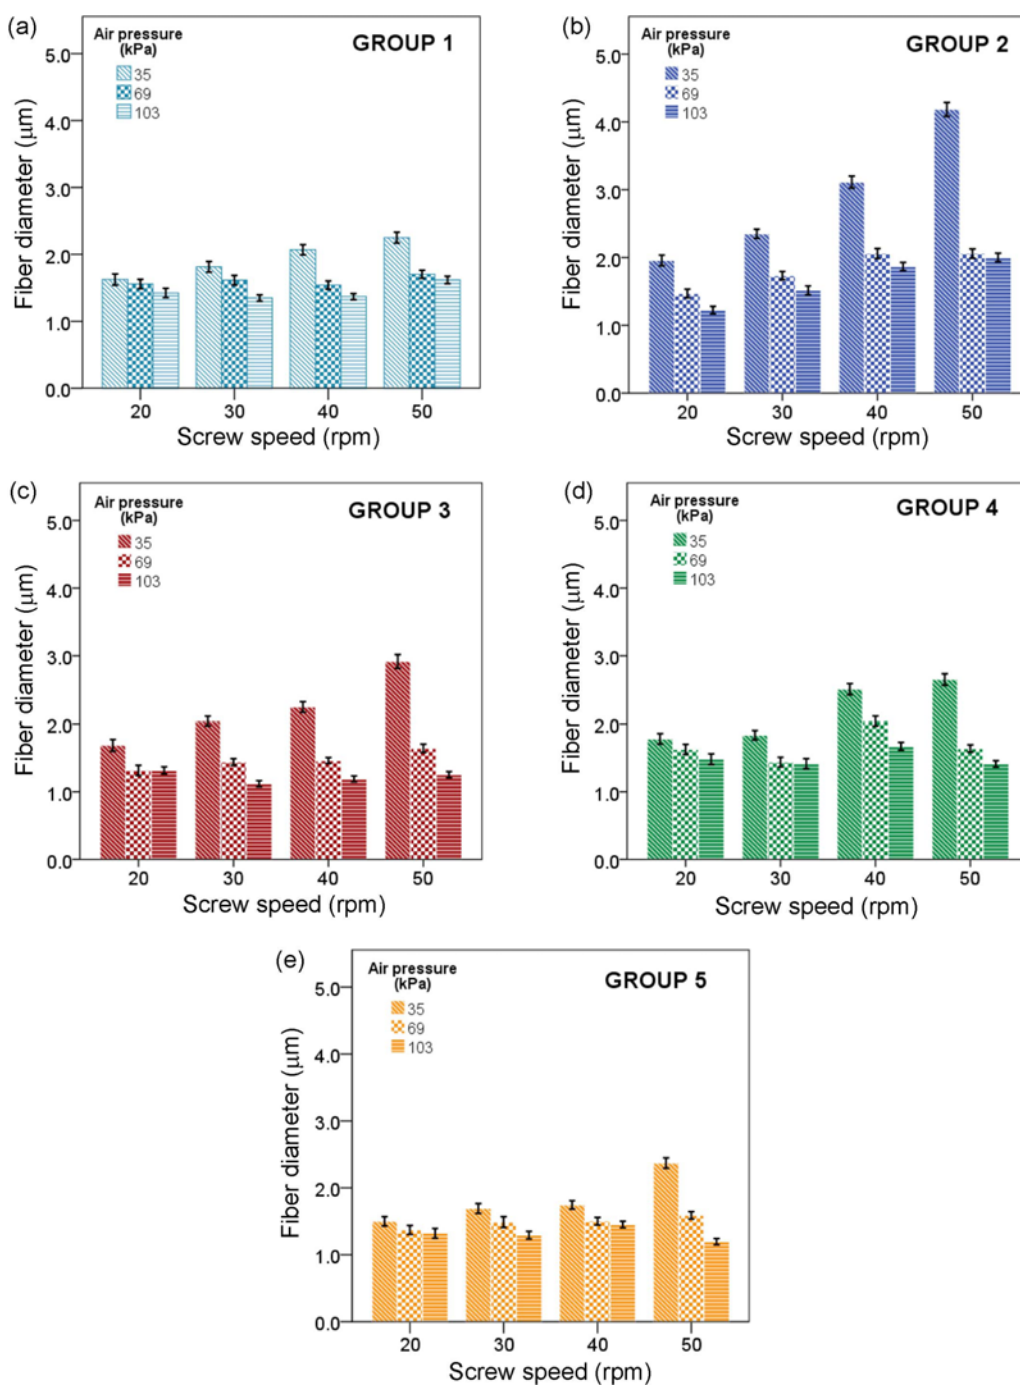 (a)
Air pressure
(kPa)
GROUP 1
35
69
103
5.0
4.0
3.0
2.0
1.0
0.0
Fiber diameter (μm)
20 30 40 50
Screw speed (rpm)
(b)
Air pressure
(kPa)
GROUP 2
35
69
103
5.0
4.0
3.0
2.0
1.0
0.0
Fiber diameter (μm)
20 30 40 50
Screw speed (rpm)
(c)
Air pressure
(kPa)
GROUP 3
35
69
103
5.0
4.0
3.0
2.0
1.0
0.0
Fiber diameter (μm)
20 30 40 50
Screw speed (rpm)
(d)
Air pressure
(kPa)
GROUP 4
35
69
103
5.0
4.0
3.0
2.0
1.0
0.0
Fiber diameter (μm)
20 30 40 50
Screw speed (rpm)
(e)
Air pressure
(kPa)
GROUP 5
35
69
103
5.0
4.0
3.0
2.0
1.0
0.0
Fiber diameter (μm)
20 30 40 50
Screw speed (rpm)